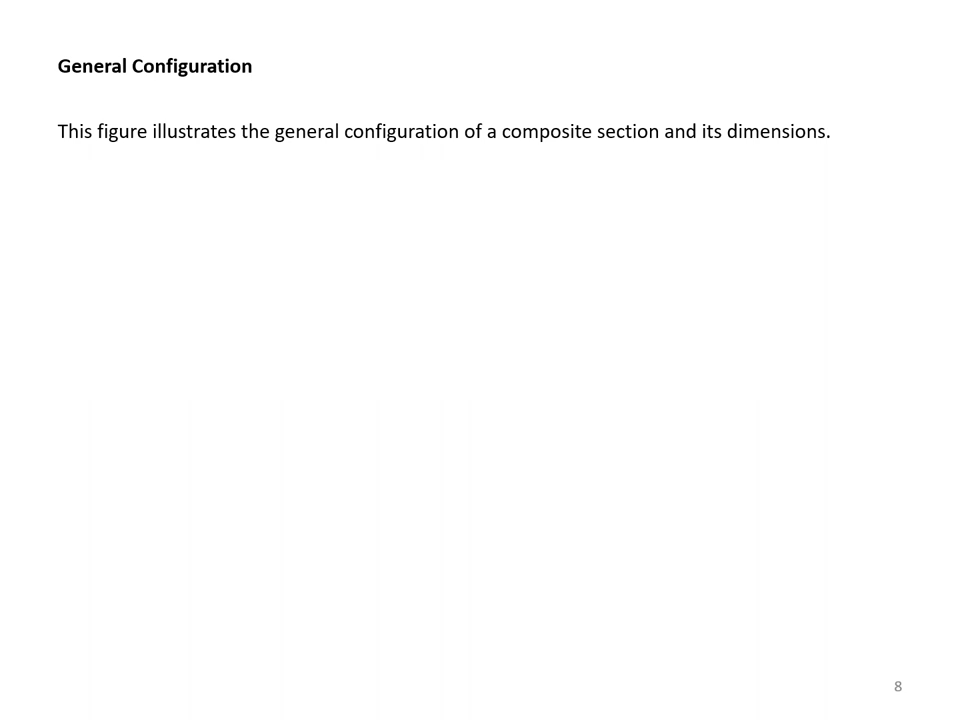 General Configuration
This figure illustrates the general configuration of a composite section and its dimensions.
8